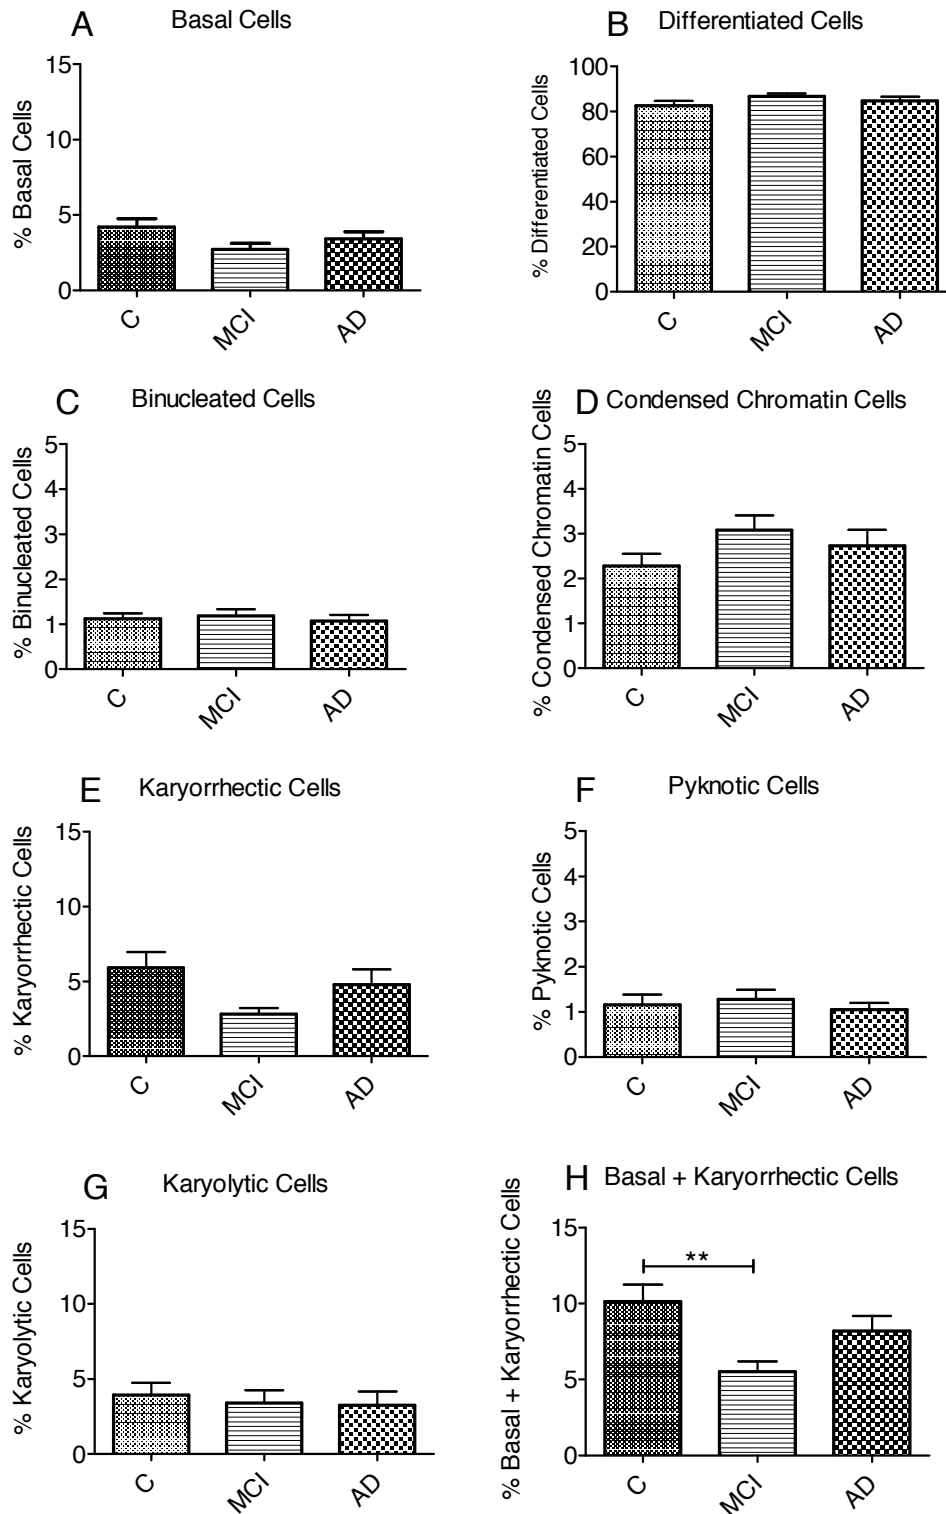 A Basal Cells
% Basal Cells
15
10
5
0
C
MCI
AD
B Differentiated Cells
% Differentiated Cells
100
80
60
40
20
0
C
MCI
AD
C Binucleated Cells
% Binucleated Cells
5
4
3
2
1
0
C
MCI
AD
D Condensed Chromatin Cells
% Condensed Chromatin Cells
5
4
3
2
1
0
C
MCI
AD
E Karyorrhectic Cells
% Karyorrhectic Cells
15
10
5
0
C
MCI
AD
F Pyknotic Cells
% Pyknotic Cells
5
4
3
2
1
0
C
MCI
AD
G Karyolytic Cells
% Karyolytic Cells
15
10
5
0
C
MCI
AD
H Basal + Karyorrhectic Cells
% Basal + Karyorrhectic Cells
15
10
5
0
**
C
MCI
AD